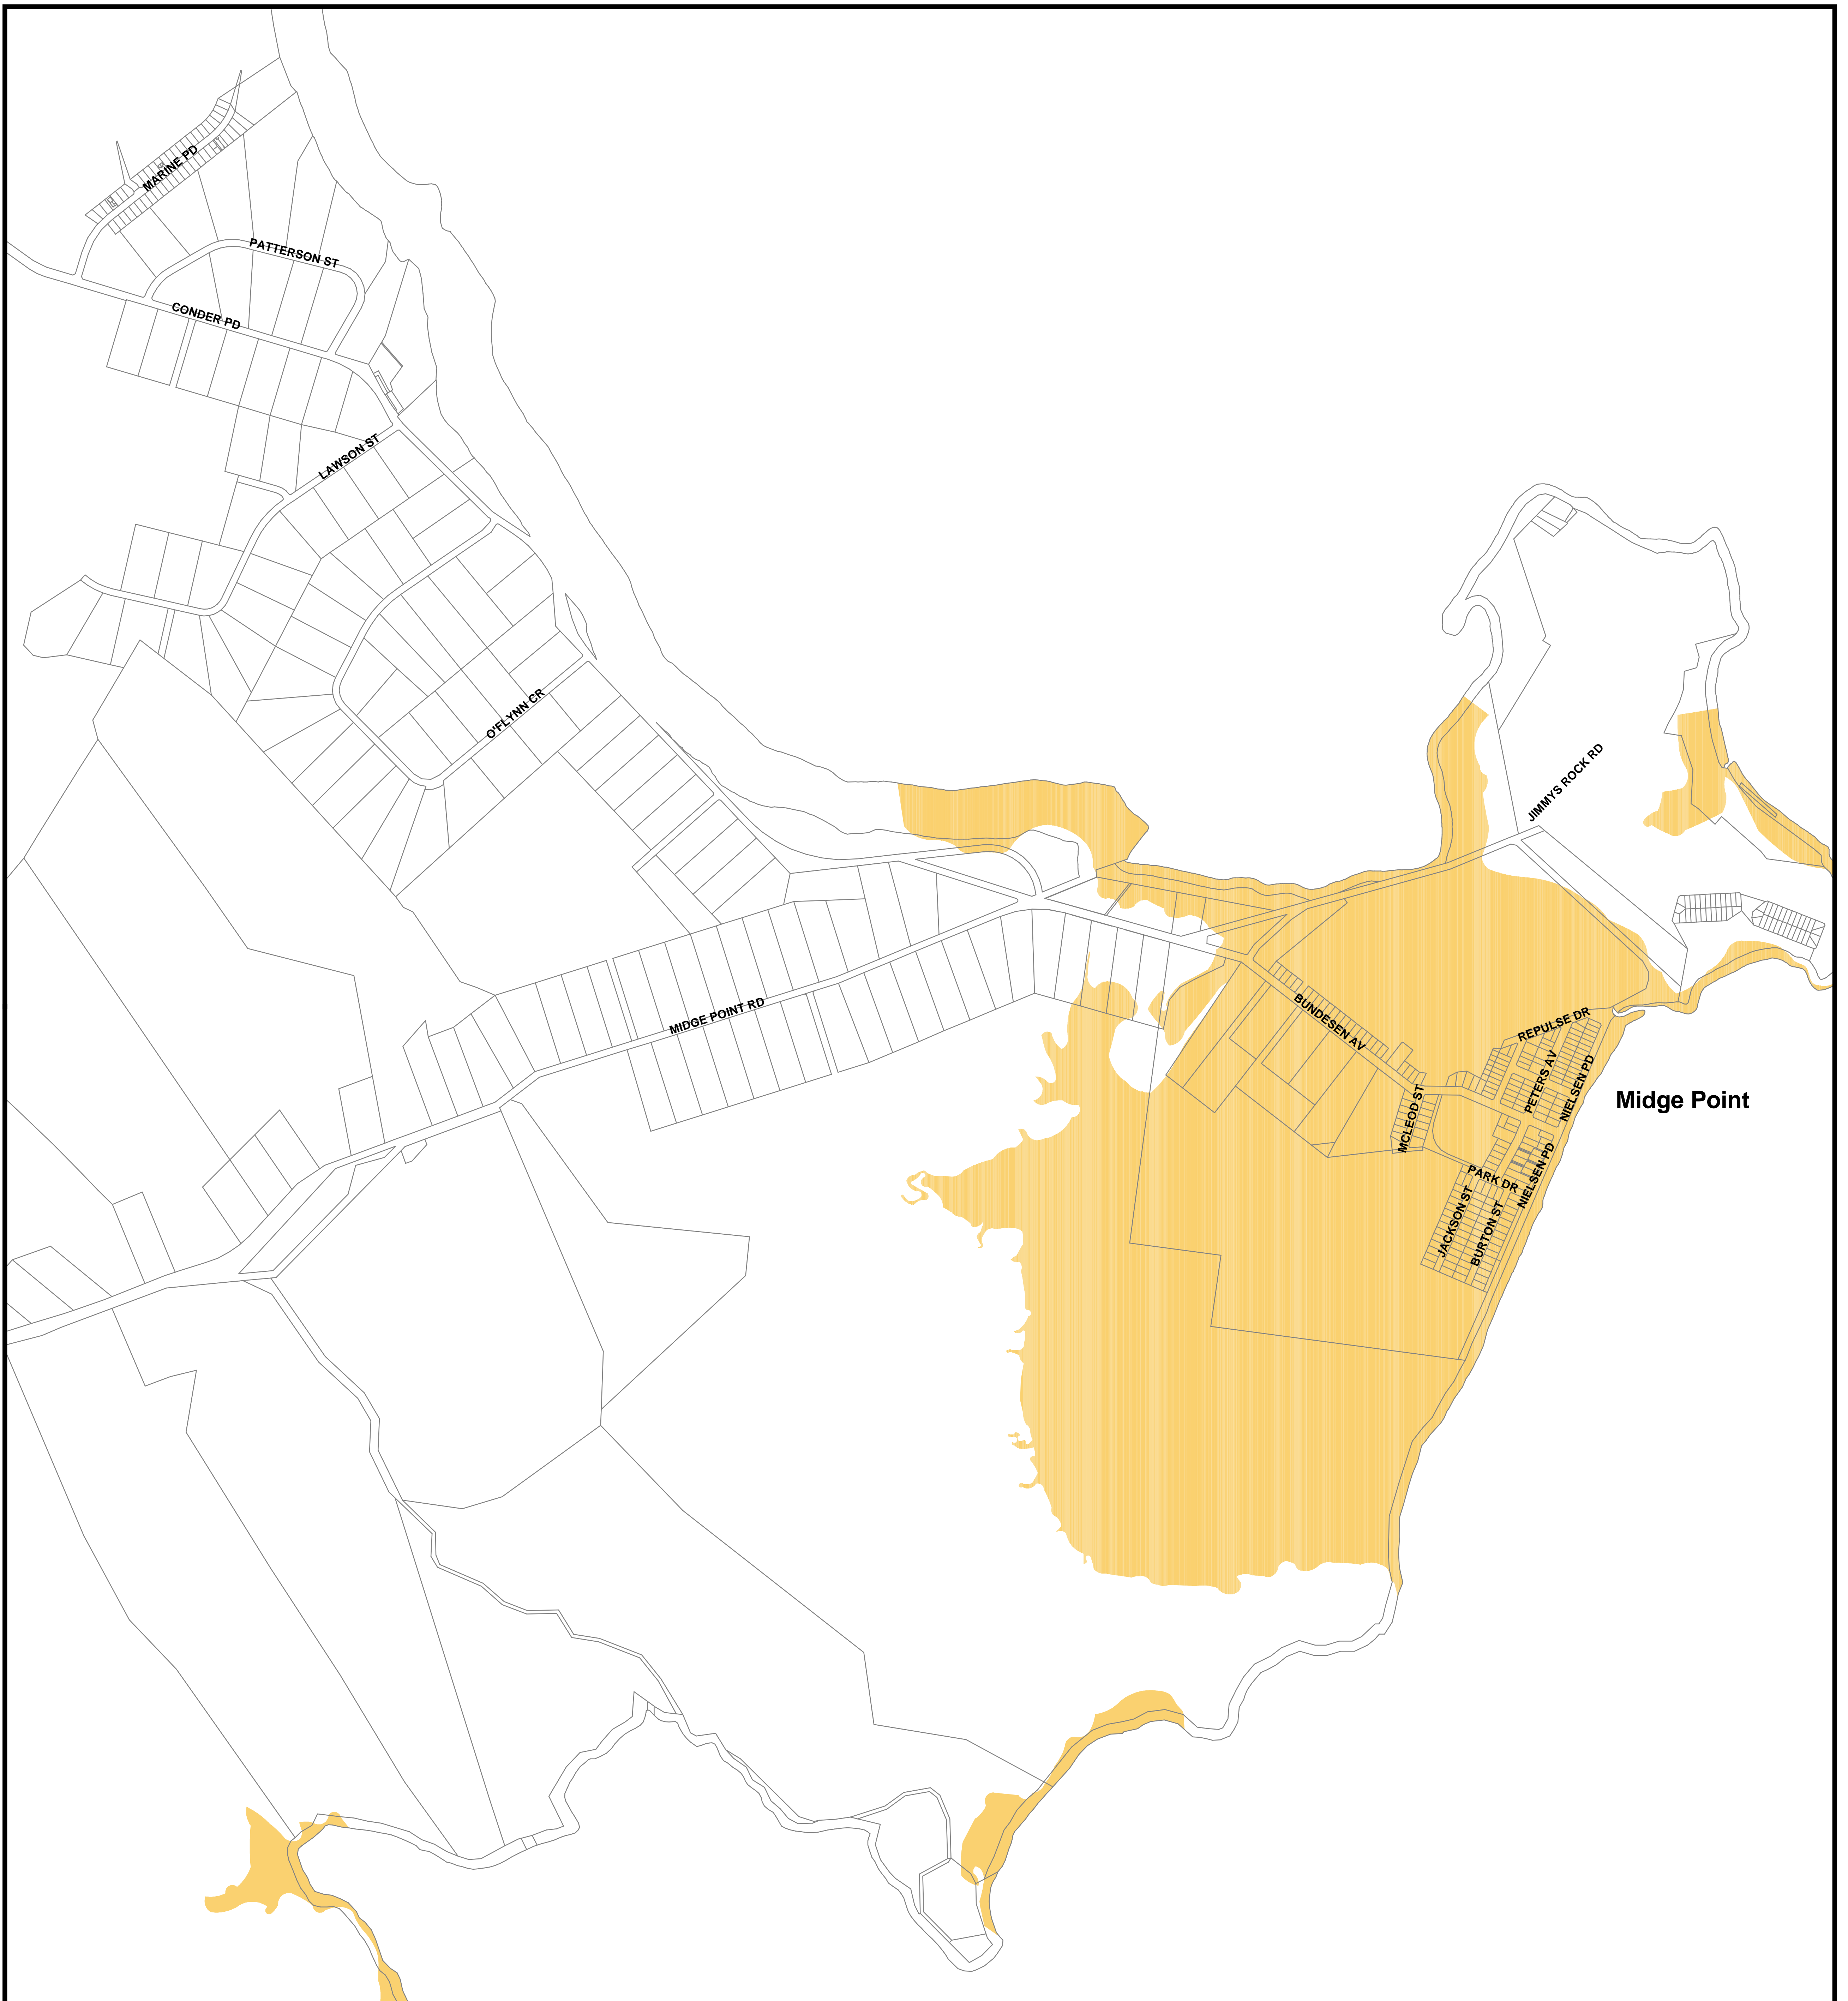 MARINE PD
PATTERSON ST
CONDER PD
LAWSON ST
O'FLYNN CR
JIMMYS ROCK RD
MIDGE POINT RD
BUNDESEN AV
REPULSE DR
PETERS AV
NIELSEN PD
MCLEOD ST
Midge Point
PARK DR
NIELSEN PD
JACKSON ST
BURTON ST